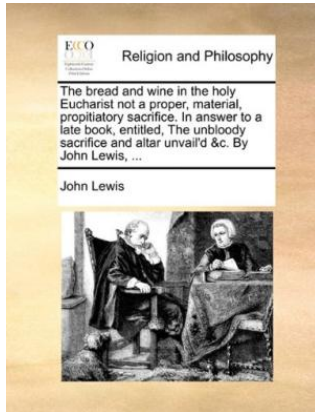 ECCO
Religion and Philosophy
The bread and wine in the holy
Eucharist not a proper, material,
propitiatory sacrifice. In answer to a
late book, entitled, The unbloody
sacrifice and altar unvail'd &c. By
John Lewis, ...
John Lewis